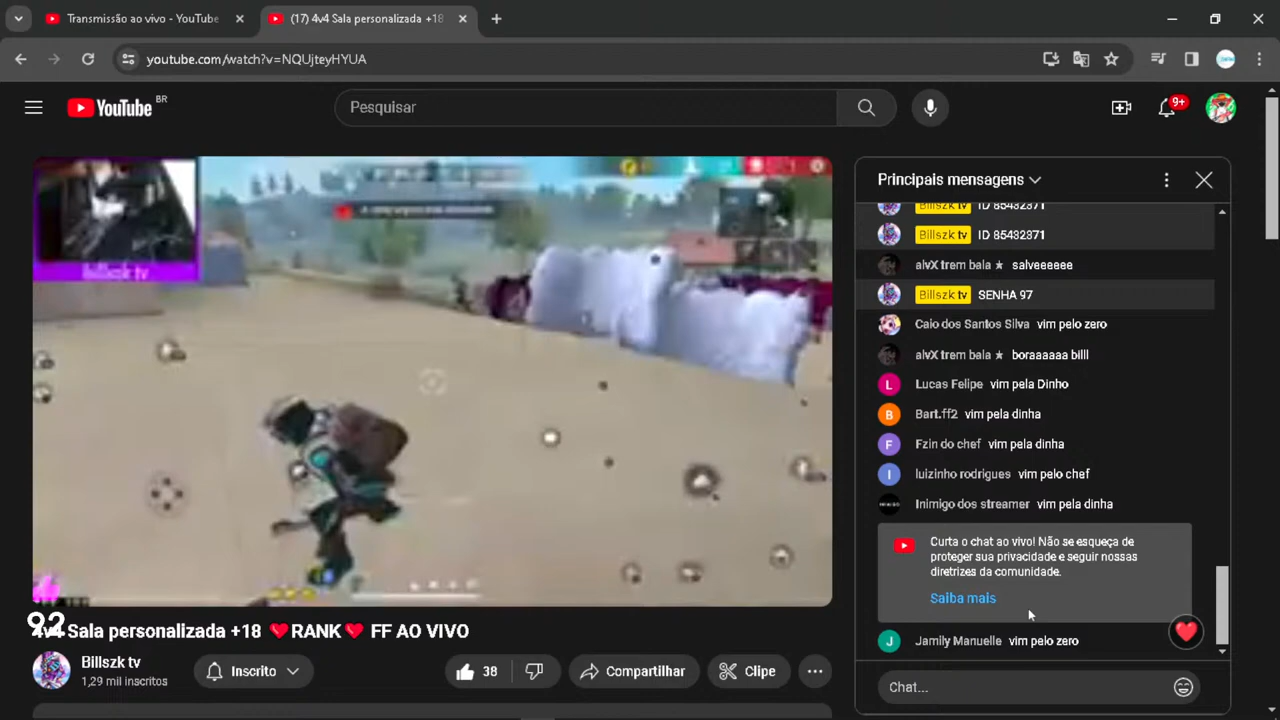 Transmissão ao vivo - YouTube
(17) 4v4 Sala personalizada +18
youtube.com/watch?v=NQUjteyHYUA
YouTube BR
Pesquisar
9+
Billszk tv
Principais mensagens
Billszk tv ID 85432371
Billszk tv ID 85432371
alvX trem bala ★ salveeeeee
Billszk tv SENHA 97
Caio dos Santos Silva vim pelo zero
alvX trem bala ★ boraaaaaa billl
L Lucas Felipe vim pela Dinho
B Bart.ff2 vim pela dinha
F Fzin do chef vim pela dinha
l luizinho rodrigues vim pelo chef
Inimigo dos streamer vim pela dinha
Curta o chat ao vivo! Não se esqueça de
proteger sua privacidade e seguir nossas
diretrizes da comunidade.
Saiba mais
J Jamily Manuelle vim pelo zero
Chat...
92
4v4 Sala personalizada +18 ❤️RANK❤️ FF AO VIVO
Billszk tv
1,29 mil inscritos
Inscrito
38
Compartilhar
Clipe